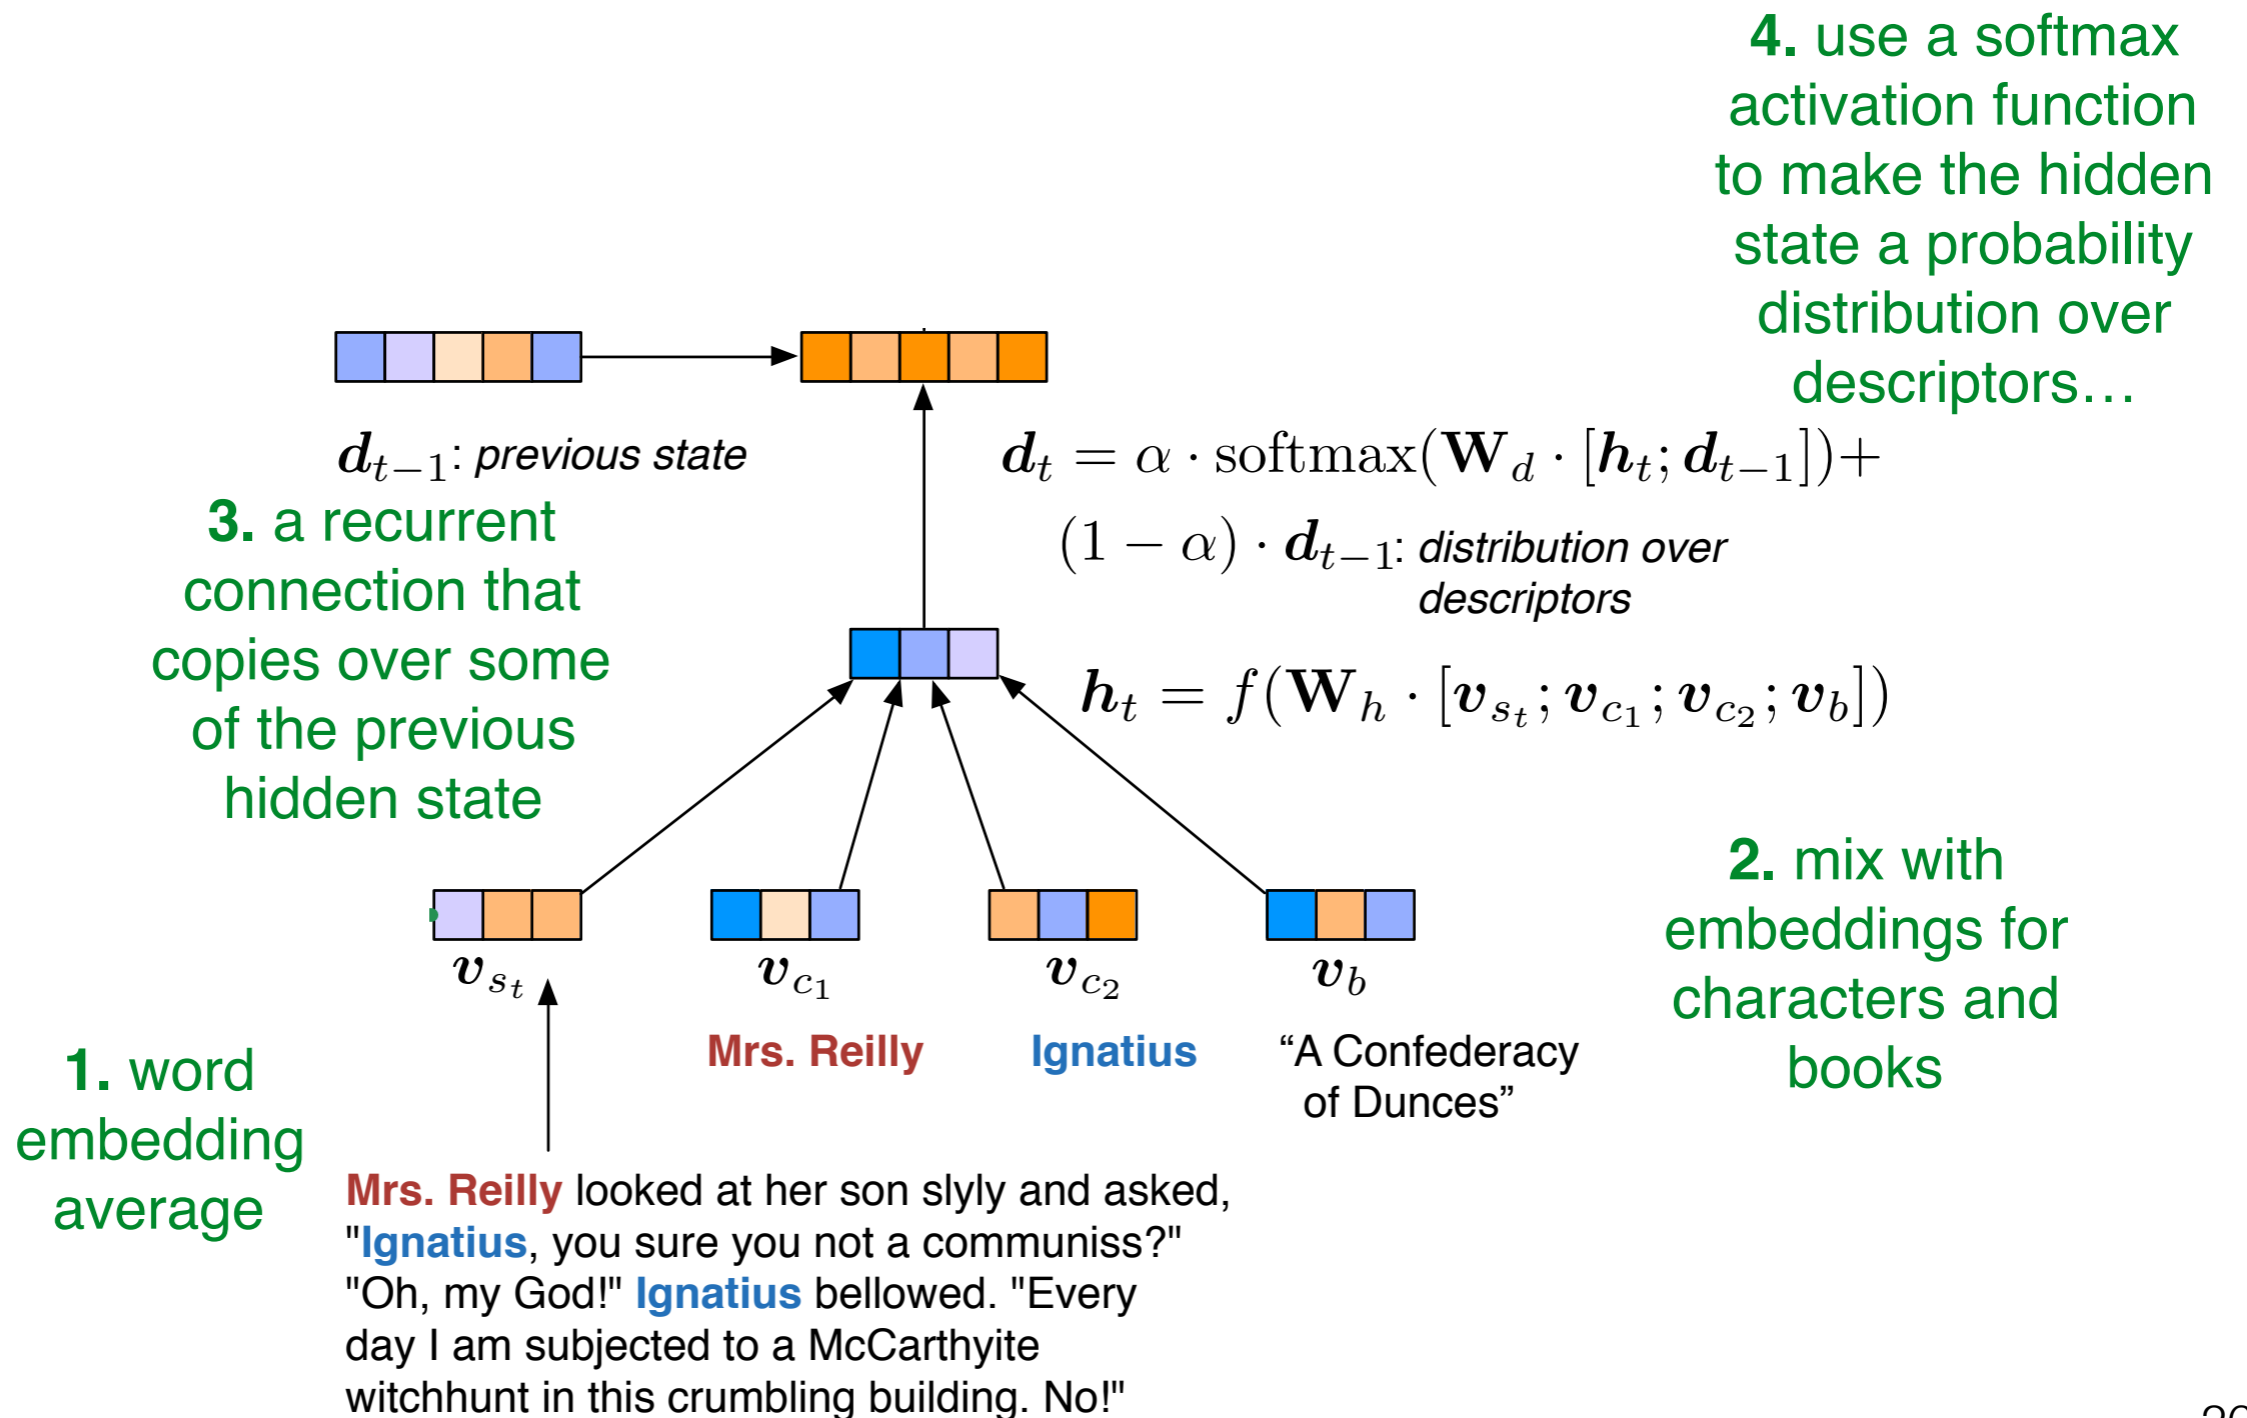 4. use a softmax
activation function
to make the hidden
state a probability
distribution over
descriptors…
d_{t−1}: previous state
d_t = α · softmax(W_d · [h_t; d_{t−1}])+
(1 − α) · d_{t−1}: distribution over
descriptors
3. a recurrent
connection that
copies over some
of the previous
hidden state
h_t = f(W_h · [v_{s_t}; v_{c_1}; v_{c_2}; v_b])
2. mix with
embeddings for
characters and
books
v_{s_t} v_{c_1} v_{c_2} v_b
Mrs. Reilly Ignatius “A Confederacy
of Dunces”
1. word
embedding
average
Mrs. Reilly looked at her son slyly and asked,
"Ignatius, you sure you not a communiss?"
"Oh, my God!" Ignatius bellowed. "Every
day I am subjected to a McCarthyite
witchhunt in this crumbling building. No!"